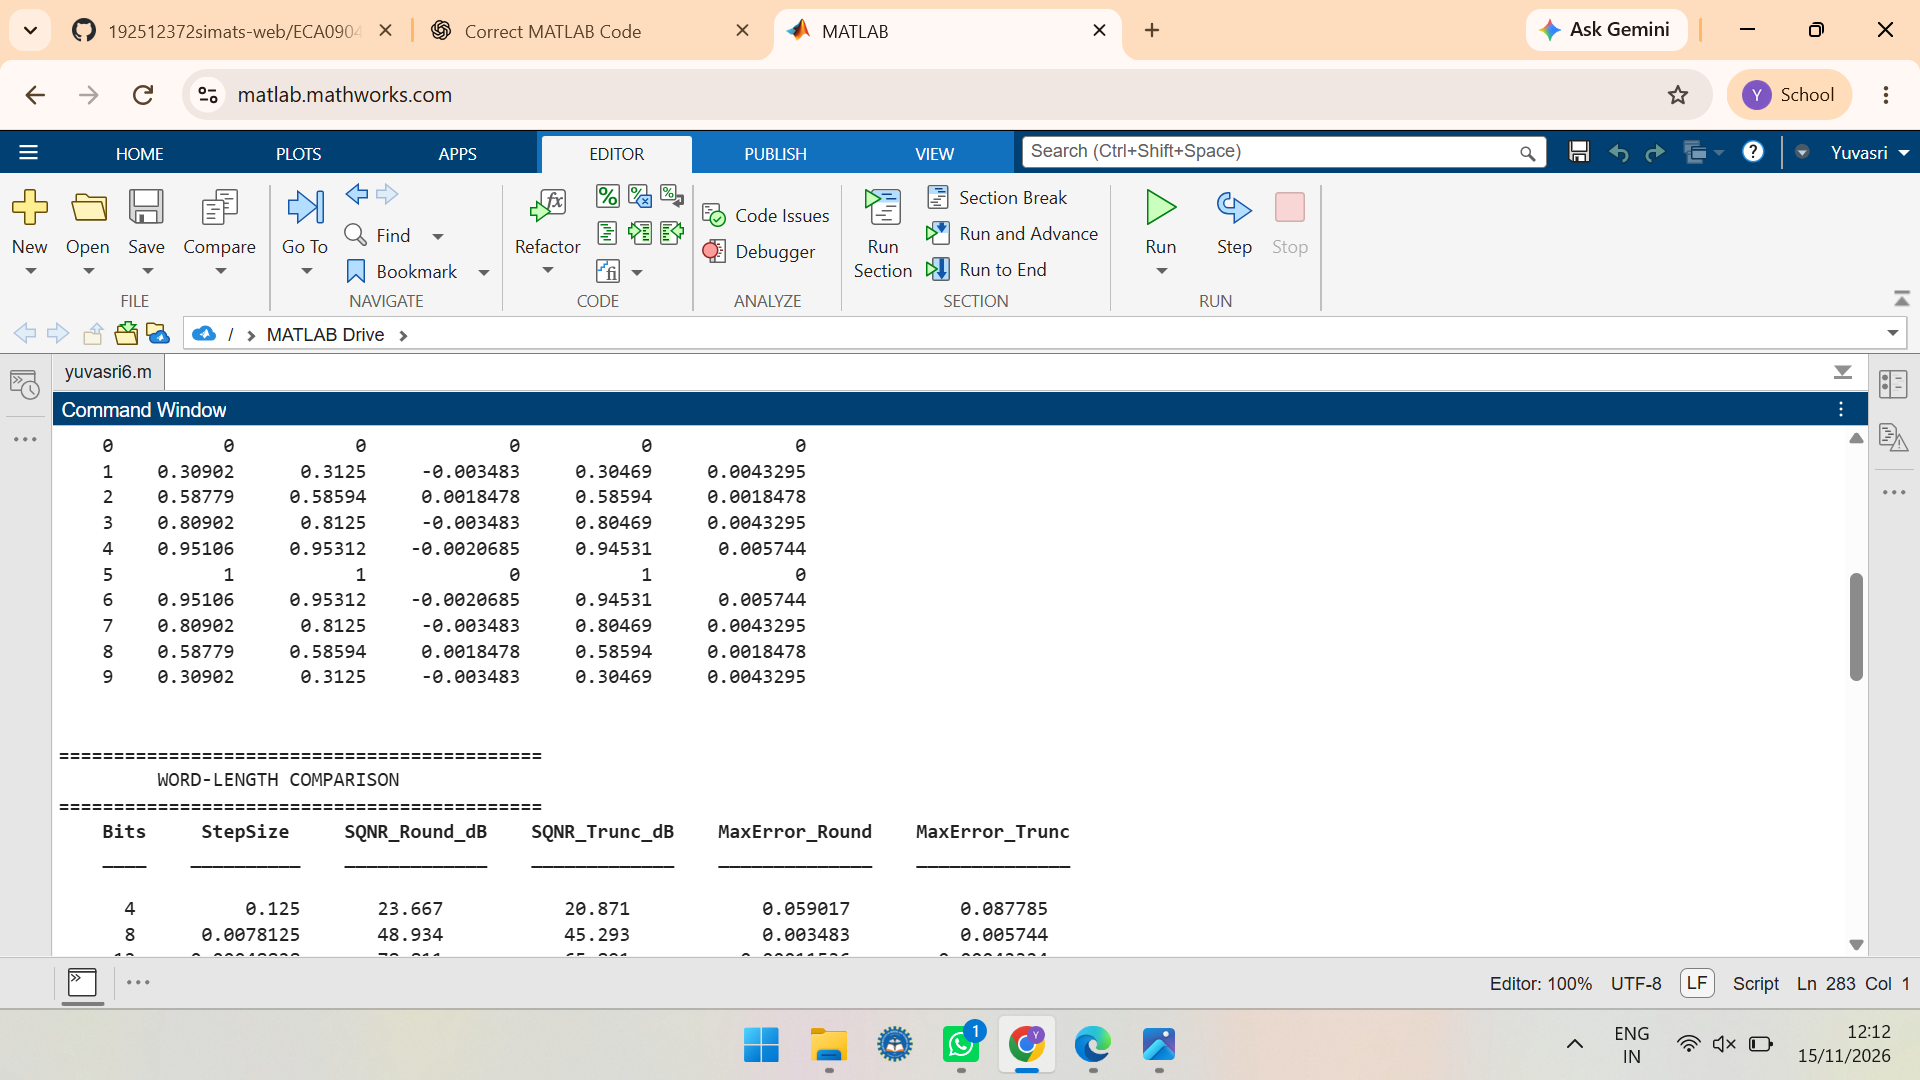 192512372simats-web/ECA0904
Correct MATLAB Code
MATLAB
Ask Gemini
matlab.mathworks.com
Y School
HOME PLOTS APPS EDITOR PUBLISH VIEW Search (Ctrl+Shift+Space) Yuvasri
New Open Save Compare Go To Find Bookmark Refactor Code Issues Debugger Run Section Section Break Run and Advance Run to End Run Step Stop
FILE NAVIGATE CODE ANALYZE SECTION RUN
/ > MATLAB Drive >
yuvasri6.m
Command Window
0 0 0 0 0 0
1 0.30902 0.3125 -0.003483 0.30469 0.0043295
2 0.58779 0.58594 0.0018478 0.58594 0.0018478
3 0.80902 0.8125 -0.003483 0.80469 0.0043295
4 0.95106 0.95312 -0.0020685 0.94531 0.005744
5 1 1 0 1 0
6 0.95106 0.95312 -0.0020685 0.94531 0.005744
7 0.80902 0.8125 -0.003483 0.80469 0.0043295
8 0.58779 0.58594 0.0018478 0.58594 0.0018478
9 0.30902 0.3125 -0.003483 0.30469 0.0043295
============================================
WORD-LENGTH COMPARISON
============================================
Bits StepSize SQNR_Round_dB SQNR_Trunc_dB MaxError_Round MaxError_Trunc
4 0.125 23.667 20.871 0.059017 0.087785
8 0.0078125 48.934 45.293 0.003483 0.005744
Editor: 100% UTF-8 LF Script Ln 283 Col 1
1
ENG
IN
12:12
15/11/2026